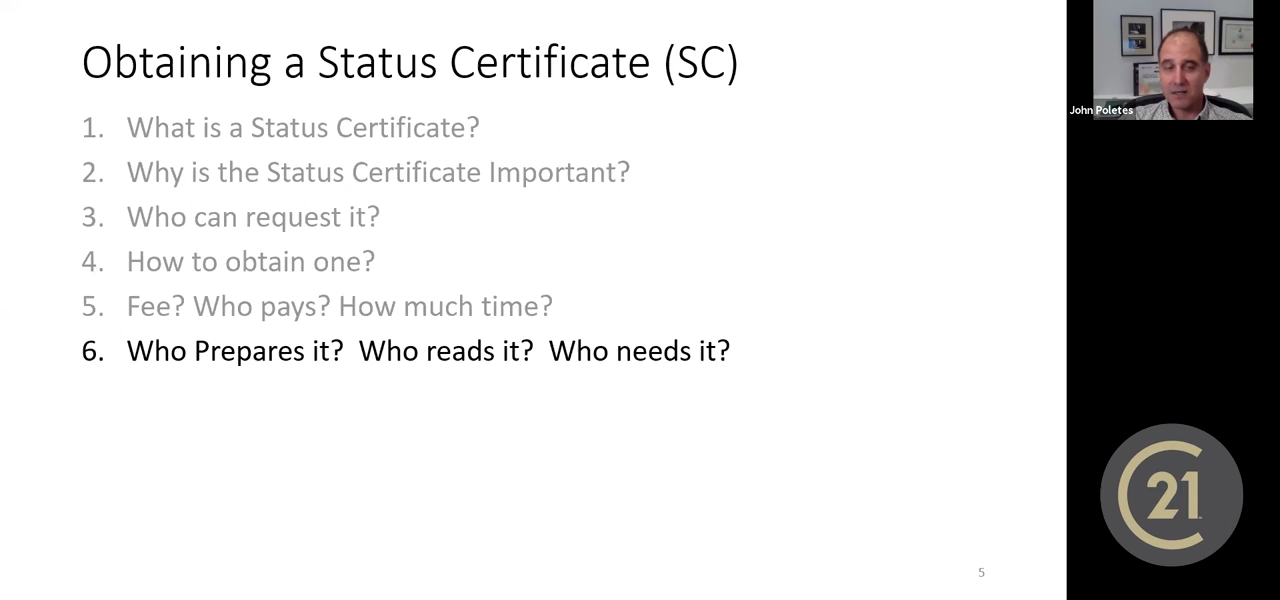 Obtaining a Status Certificate (SC)
1. What is a Status Certificate?
2. Why is the Status Certificate Important?
3. Who can request it?
4. How to obtain one?
5. Fee? Who pays? How much time?
6. Who Prepares it? Who reads it? Who needs it?
5
John Poletes
C21